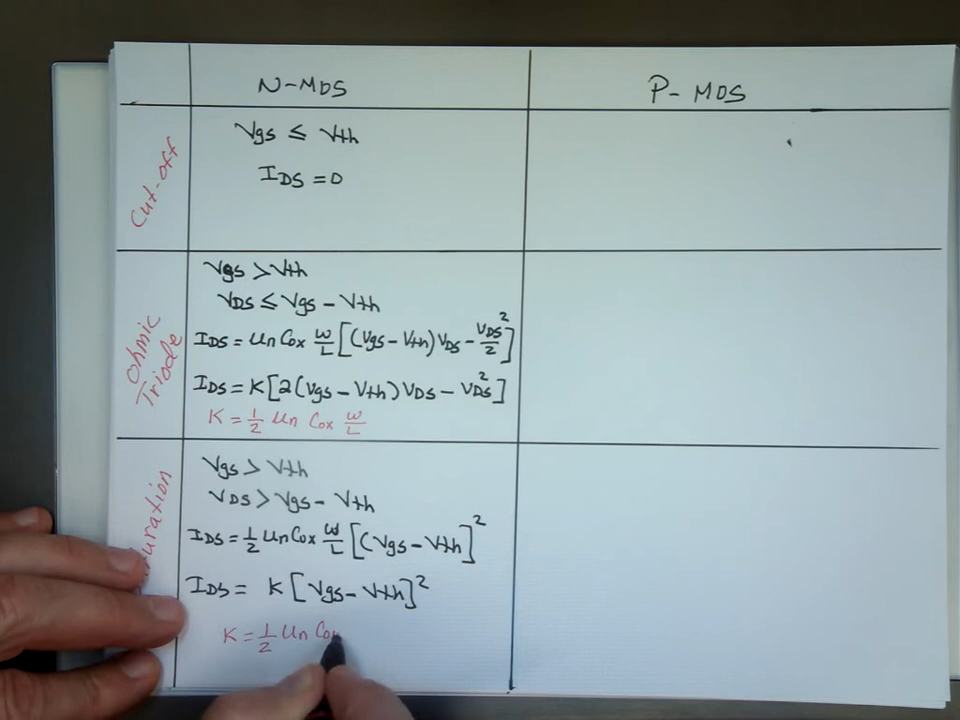 N-MOS
P-MOS
Cut-off
Vgs ≤ Vth
IDS = 0
Ohmic
Triode
Vgs > Vth
VDS ≤ Vgs - Vth
IDS = Un Cox W/L [(Vgs - Vth) VDS - VDS²/2]
IDS = K [2(Vgs - Vth) VDS - VDS²]
K = 1/2 Un Cox W/L
uration
Vgs > Vth
VDS > Vgs - Vth
IDS = 1/2 Un Cox W/L [(Vgs - Vth]²
IDS = K [Vgs - Vth]²
K = 1/2 Un Cox